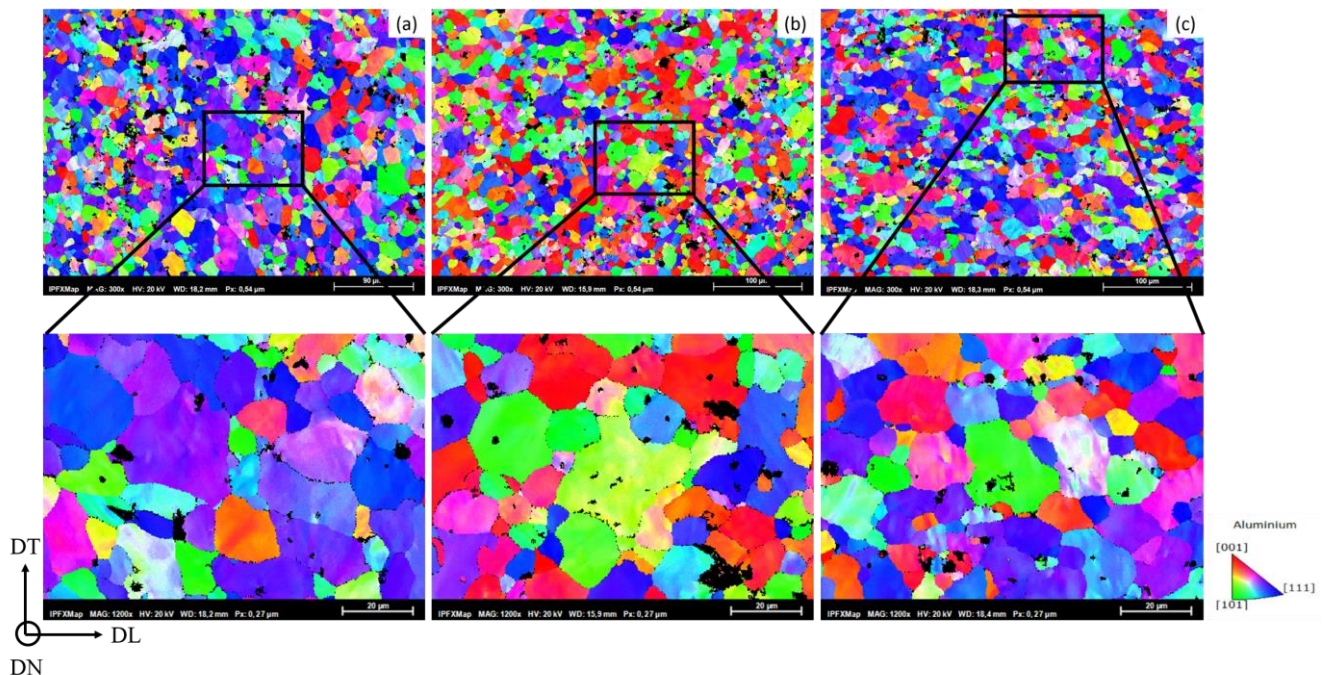 (a)
(b)
(c)
IPFXMap MAG: 300x HV: 20 kV WD: 18,2 mm Px: 0,54 µm
90 µm
IPFXMap MAG: 300x HV: 20 kV WD: 15,9 mm Px: 0,54 µm
100 µm
IPFXMap MAG: 300x HV: 20 kV WD: 18,3 mm Px: 0,54 µm
100 µm
IPFXMap MAG: 1200x HV: 20 kV WD: 18,2 mm Px: 0,27 µm
20 µm
IPFXMap MAG: 1200x HV: 20 kV WD: 15,9 mm Px: 0,27 µm
20 µm
IPFXMap MAG: 1200x HV: 20 kV WD: 18,4 mm Px: 0,27 µm
20 µm
Aluminium
[001]
[111]
[101]
DT
DL
DN